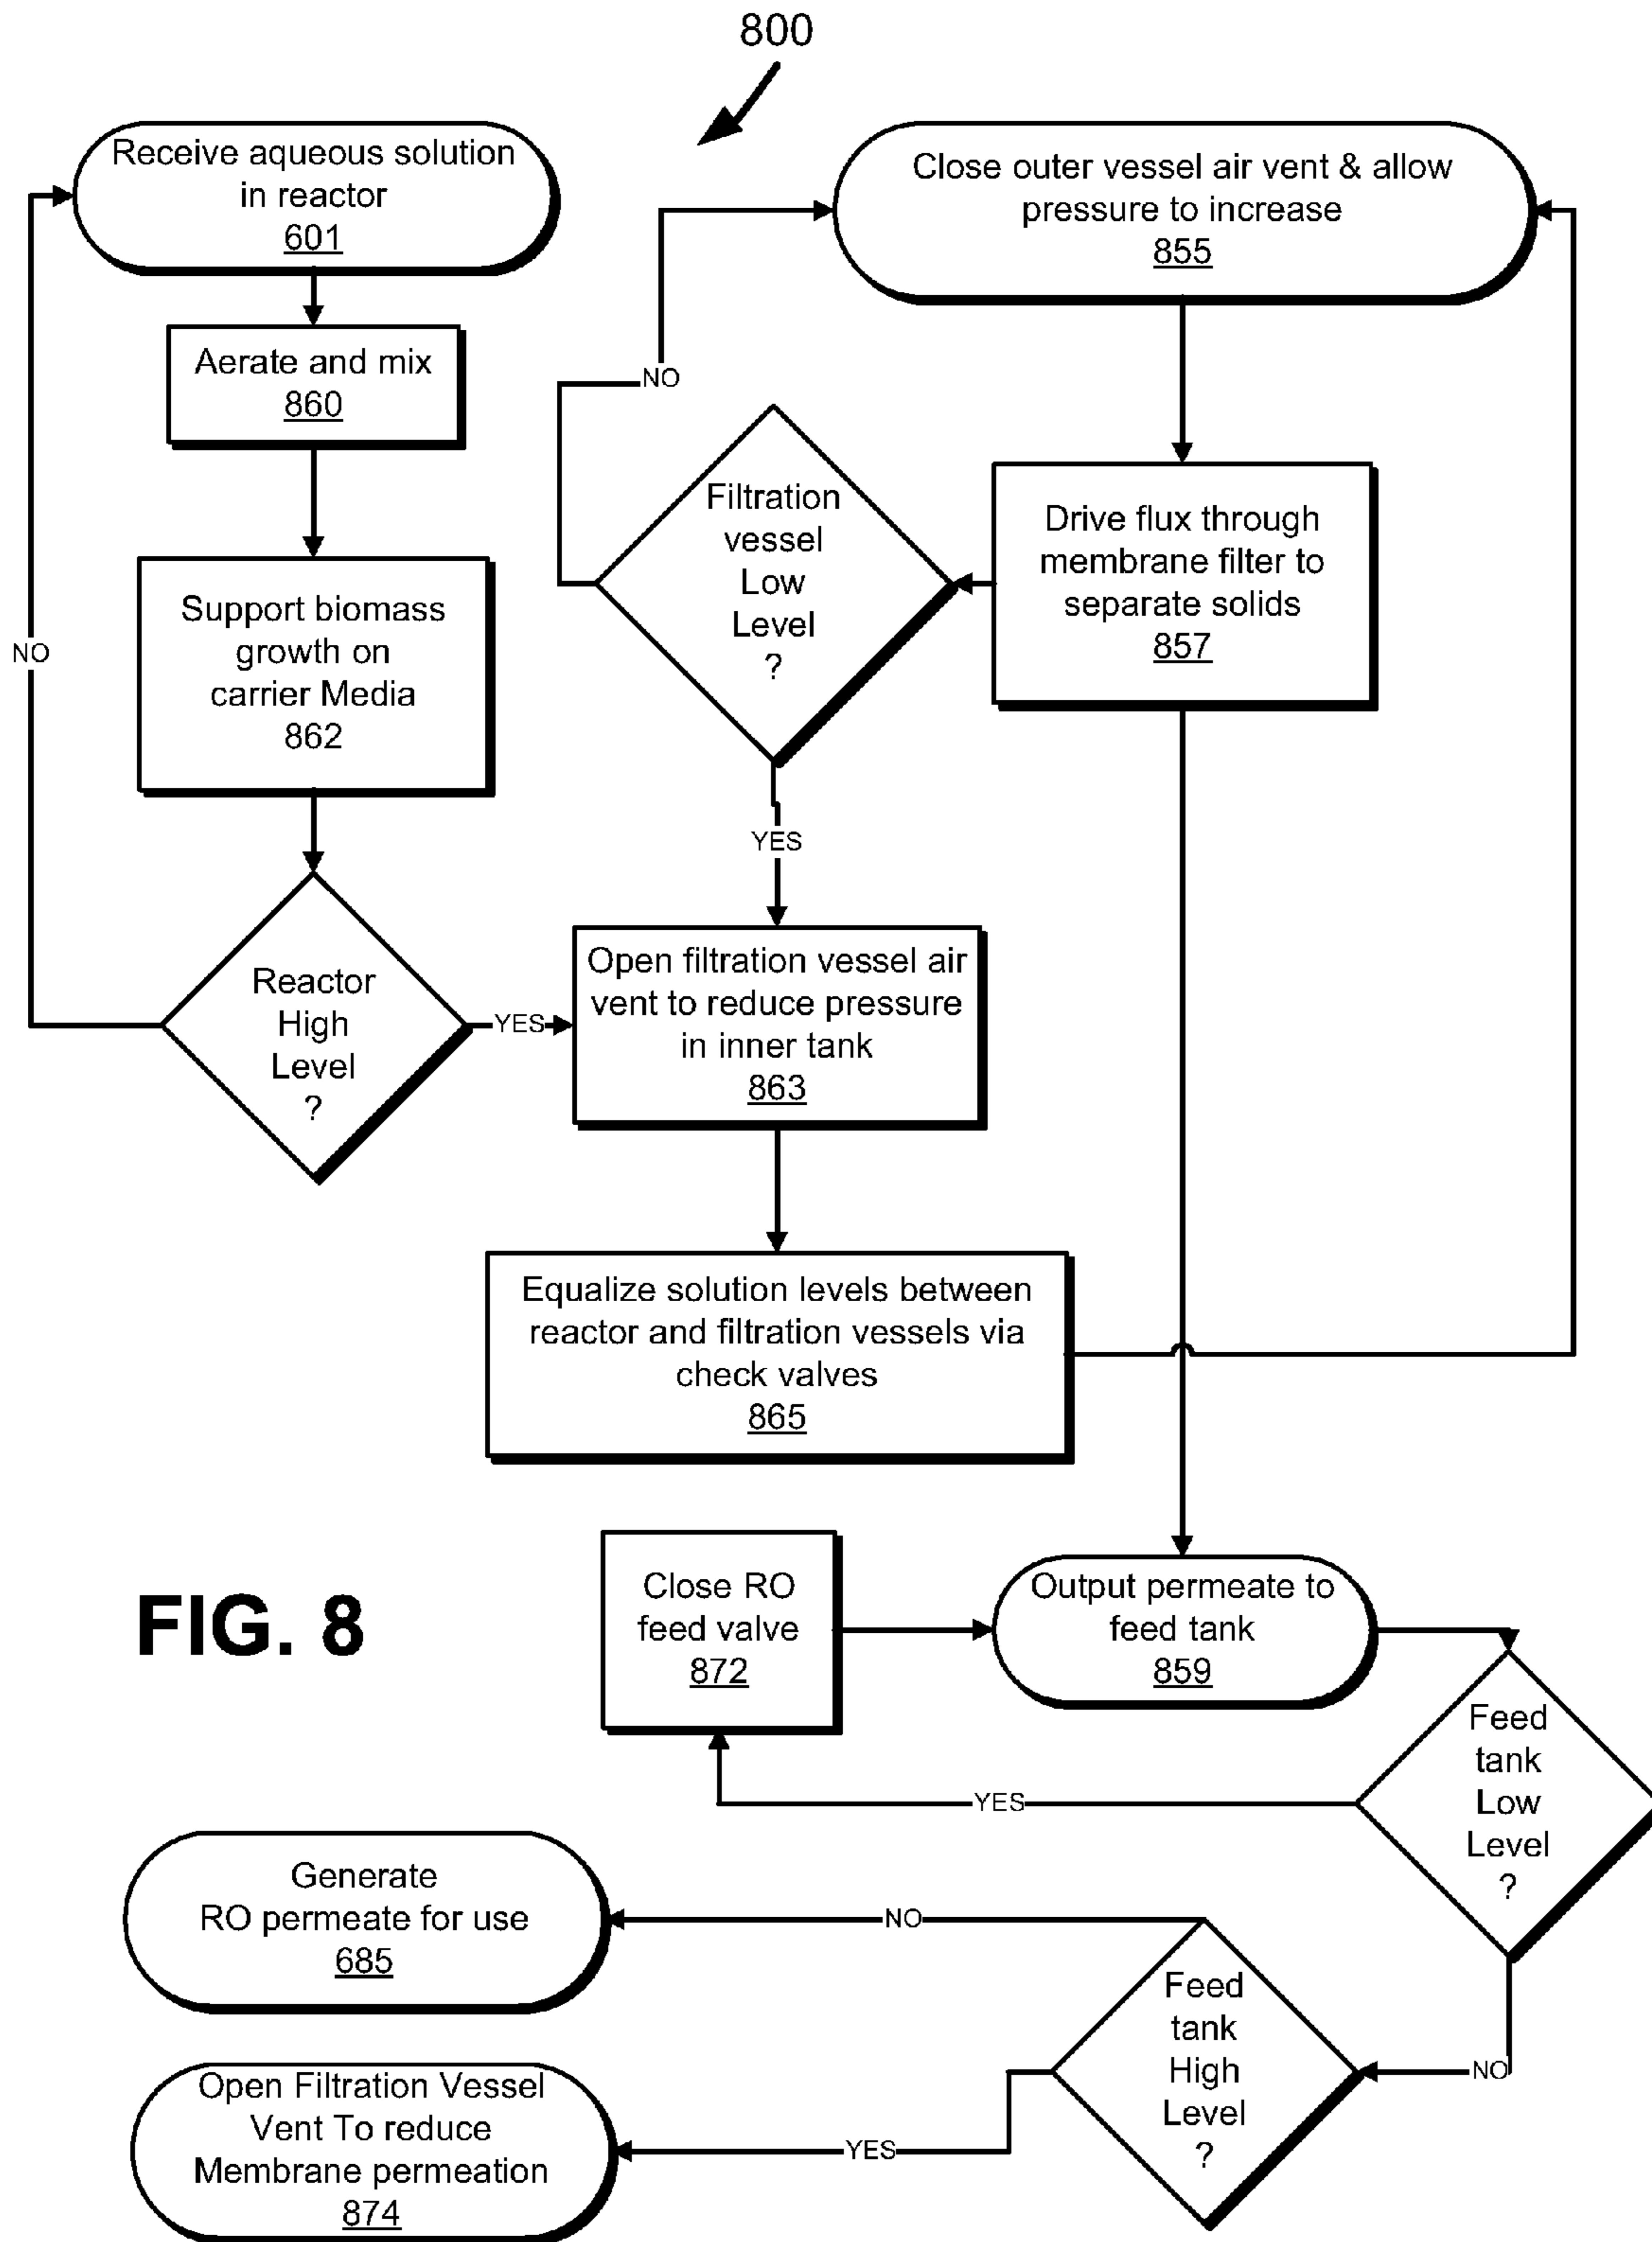 800
Receive aqueous solution
in reactor
601
Aerate and mix
860
Support biomass
growth on
carrier Media
862
NO
Reactor
High
Level
?
YES
Close outer vessel air vent & allow
pressure to increase
855
NO
Filtration
vessel
Low
Level
?
Drive flux through
membrane filter to
separate solids
857
YES
Open filtration vessel air
vent to reduce pressure
in inner tank
863
Equalize solution levels between
reactor and filtration vessels via
check valves
865
FIG. 8
Close RO
feed valve
872
Output permeate to
feed tank
859
Feed
tank
Low
Level
?
YES
NO
Feed
tank
High
Level
?
NO
Generate
RO permeate for use
685
YES
Open Filtration Vessel
Vent To reduce
Membrane permeation
874